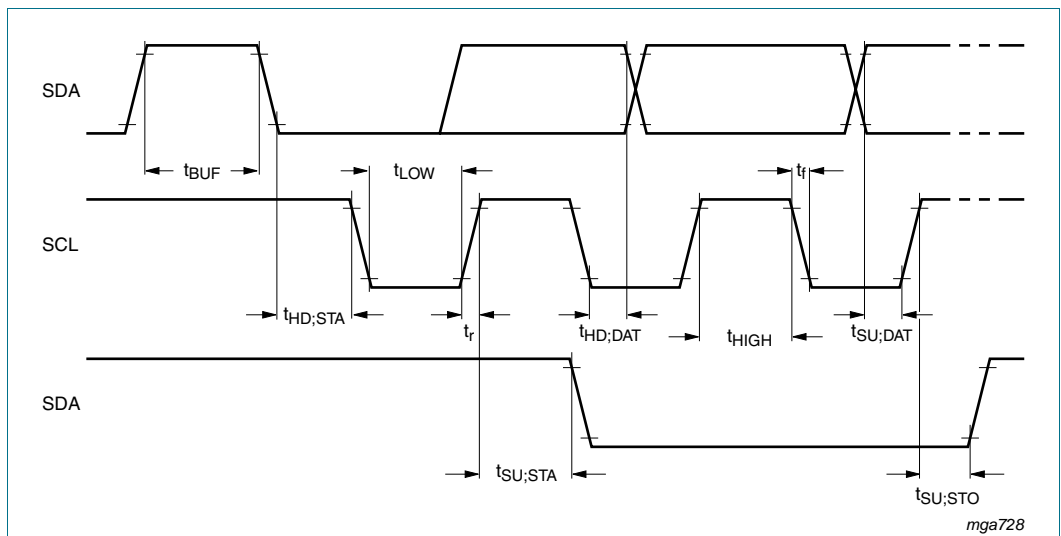 SDA
tBUF
tLOW
tf
SCL
tHD;STA
tr
tHD;DAT
tHIGH
tSU;DAT
SDA
tSU;STA
tSU;STO
mga728